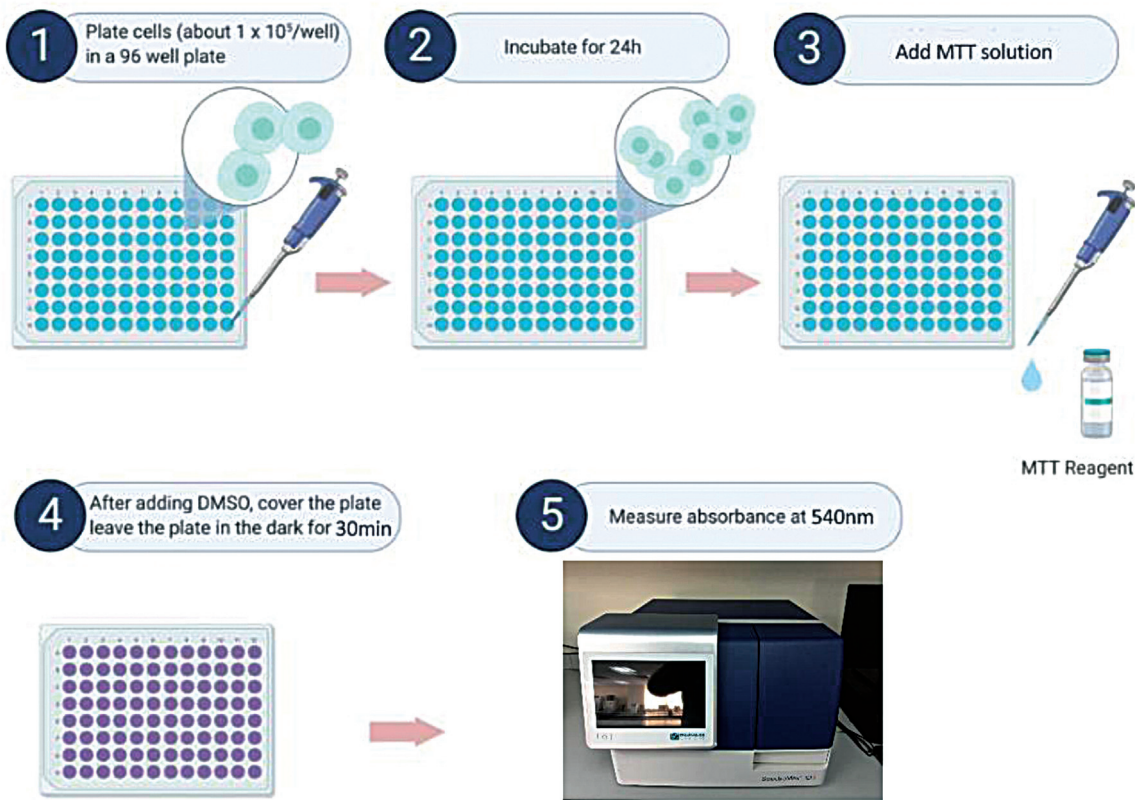 1
Plate cells (about 1 x 10⁵/well)
in a 96 well plate
2
Incubate for 24h
3
Add MTT solution
MTT Reagent
4
After adding DMSO, cover the plate
leave the plate in the dark for 30min
5
Measure absorbance at 540nm